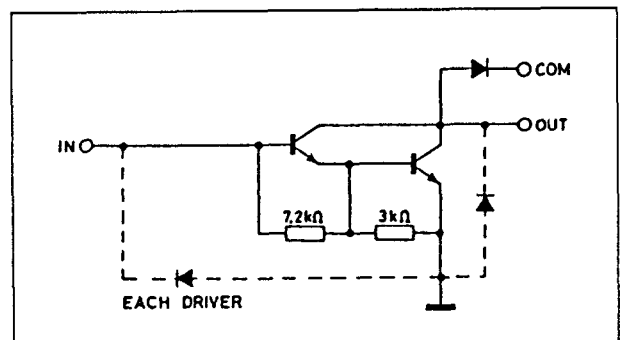 COM
OUT
IN
7,2kΩ 3kΩ
EACH DRIVER